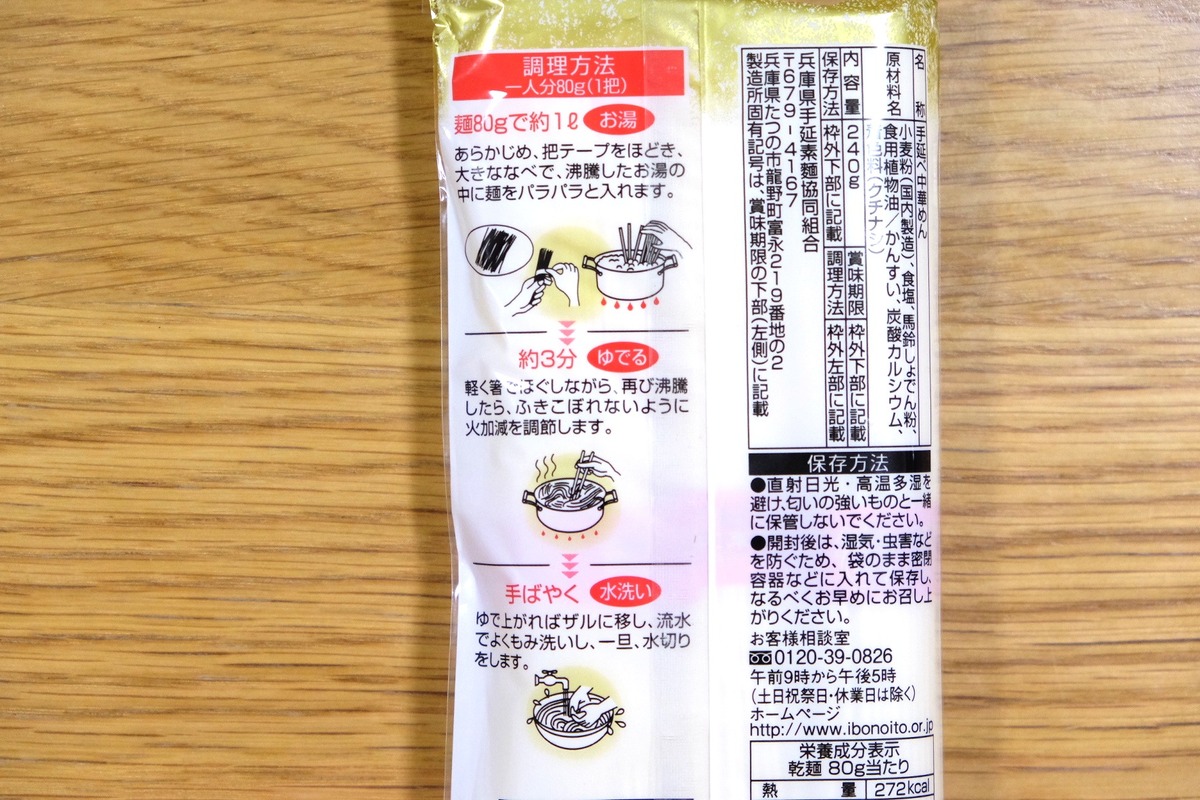 調理方法
一人分80g(1把)
麺80gで約1ℓ お湯
あらかじめ、把テープをほどき、
大きななべで、沸騰したお湯の
中に麺をパラパラと入れます。
約3分 ゆでる
軽く箸でほぐしながら、再び沸騰
したら、ふきこぼれないように
火加減を調節します。
手ばやく 水洗い
ゆで上がればザルに移し、流水
でよくもみ洗いし、一旦、水切り
をします。
名称 手延べ中華めん
原材料名 小麦粉(国内製造)、食塩、馬鈴しょでん粉、
食用植物油/かんすい、炭酸カルシウム、
着色料(クチナシ)
内容量 240g 賞味期限 枠外下部に記載
保存方法 枠外下部に記載 調理方法 枠外左部に記載
兵庫県手延素麺協同組合
〒679-4167
兵庫県たつの市龍野町富永219番地の2
製造所固有記号は、賞味期限の下部(左側)に記載
保存方法
●直射日光・高温多湿を
避け、匂いの強いものと一緒
に保管しないでください。
●開封後は、湿気・虫害など
を防ぐため、袋のまま密閉
容器などに入れて保存し、
なるべくお早めにお召し上
がりください。
お客様相談室
0120-39-0826
午前9時から午後5時
(土日祝祭日・休業日は除く)
ホームページ
http://www.ibonoito.or.jp
栄養成分表示
乾麺 80g当たり
熱量 272kcal